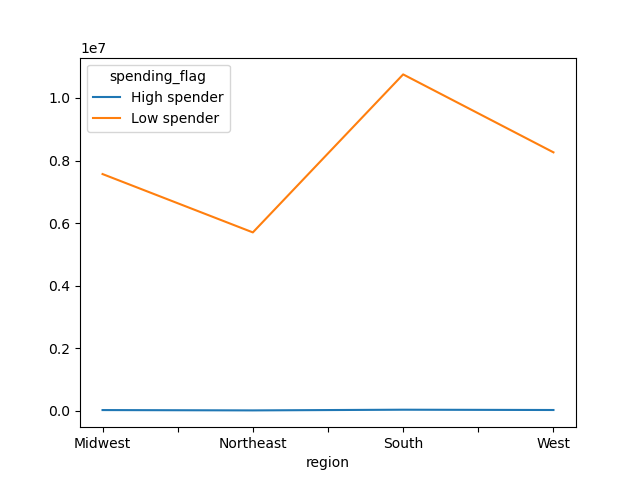 1e7
spending_flag
High spender
Low spender
1.0
0.8
0.6
0.4
0.2
0.0
Midwest Northeast South West
region